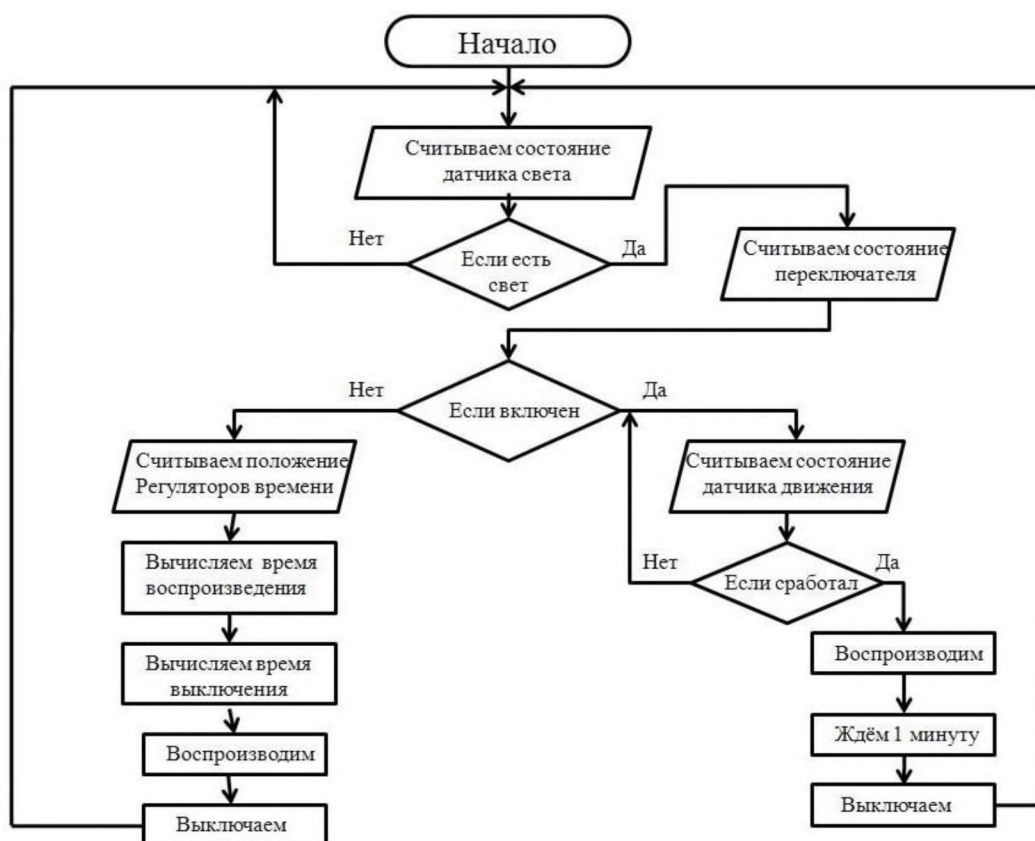 Начало
Считываем состояние
датчика света
Нет
Если есть
свет
Да
Считываем состояние
переключателя
Нет
Если включен
Да
Считываем положение
Регуляторов времени
Считываем состояние
датчика движения
Вычисляем время
воспроизведения
Нет
Если сработал
Да
Вычисляем время
выключения
Воспроизводим
Воспроизводим
Ждём 1 минуту
Выключаем
Выключаем